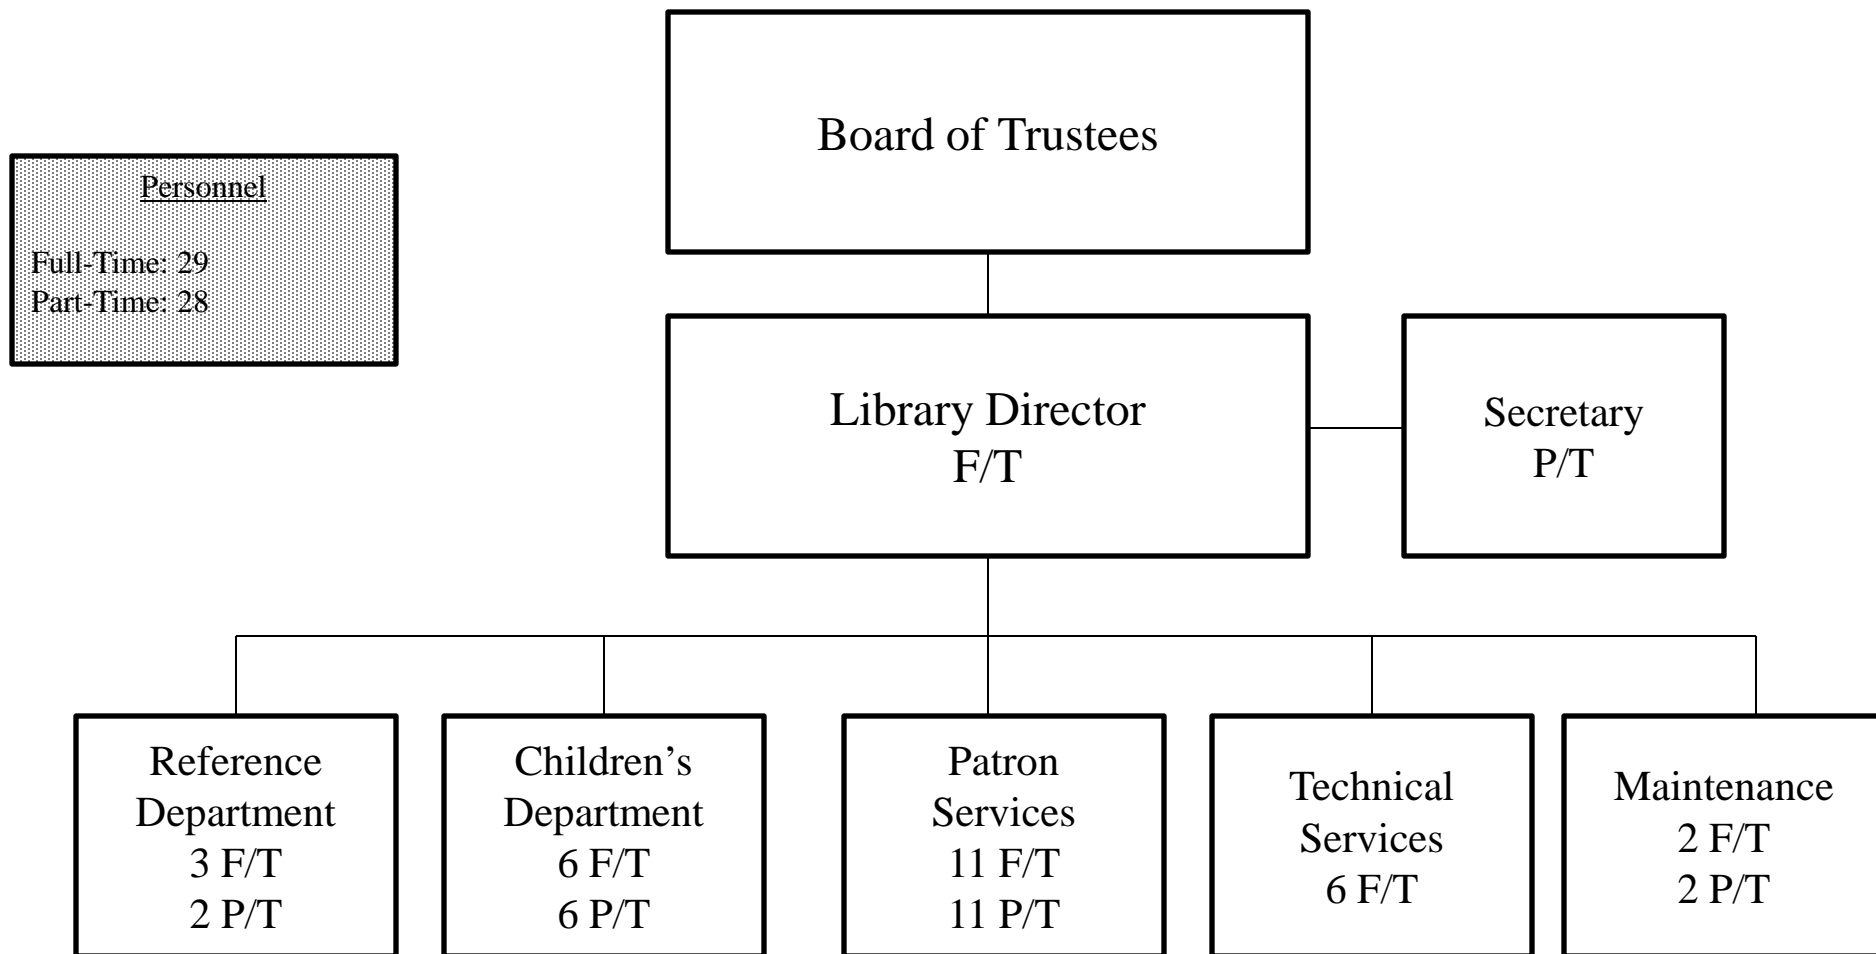 Board of Trustees
Personnel
Full-Time: 29
Part-Time: 28
Library Director
F/T
Secretary
P/T
Reference
Department
3 F/T
2 P/T
Children’s
Department
6 F/T
6 P/T
Patron
Services
11 F/T
11 P/T
Technical
Services
6 F/T
Maintenance
2 F/T
2 P/T